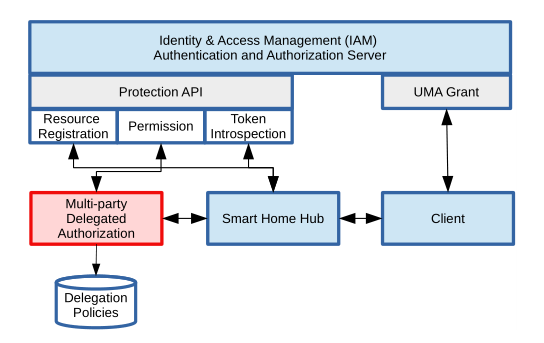 Identity & Access Management (IAM)
Authentication and Authorization Server
Protection API
UMA Grant
Resource
Registration
Permission
Token
Introspection
Multi-party
Delegated
Authorization
Smart Home Hub
Client
Delegation
Policies